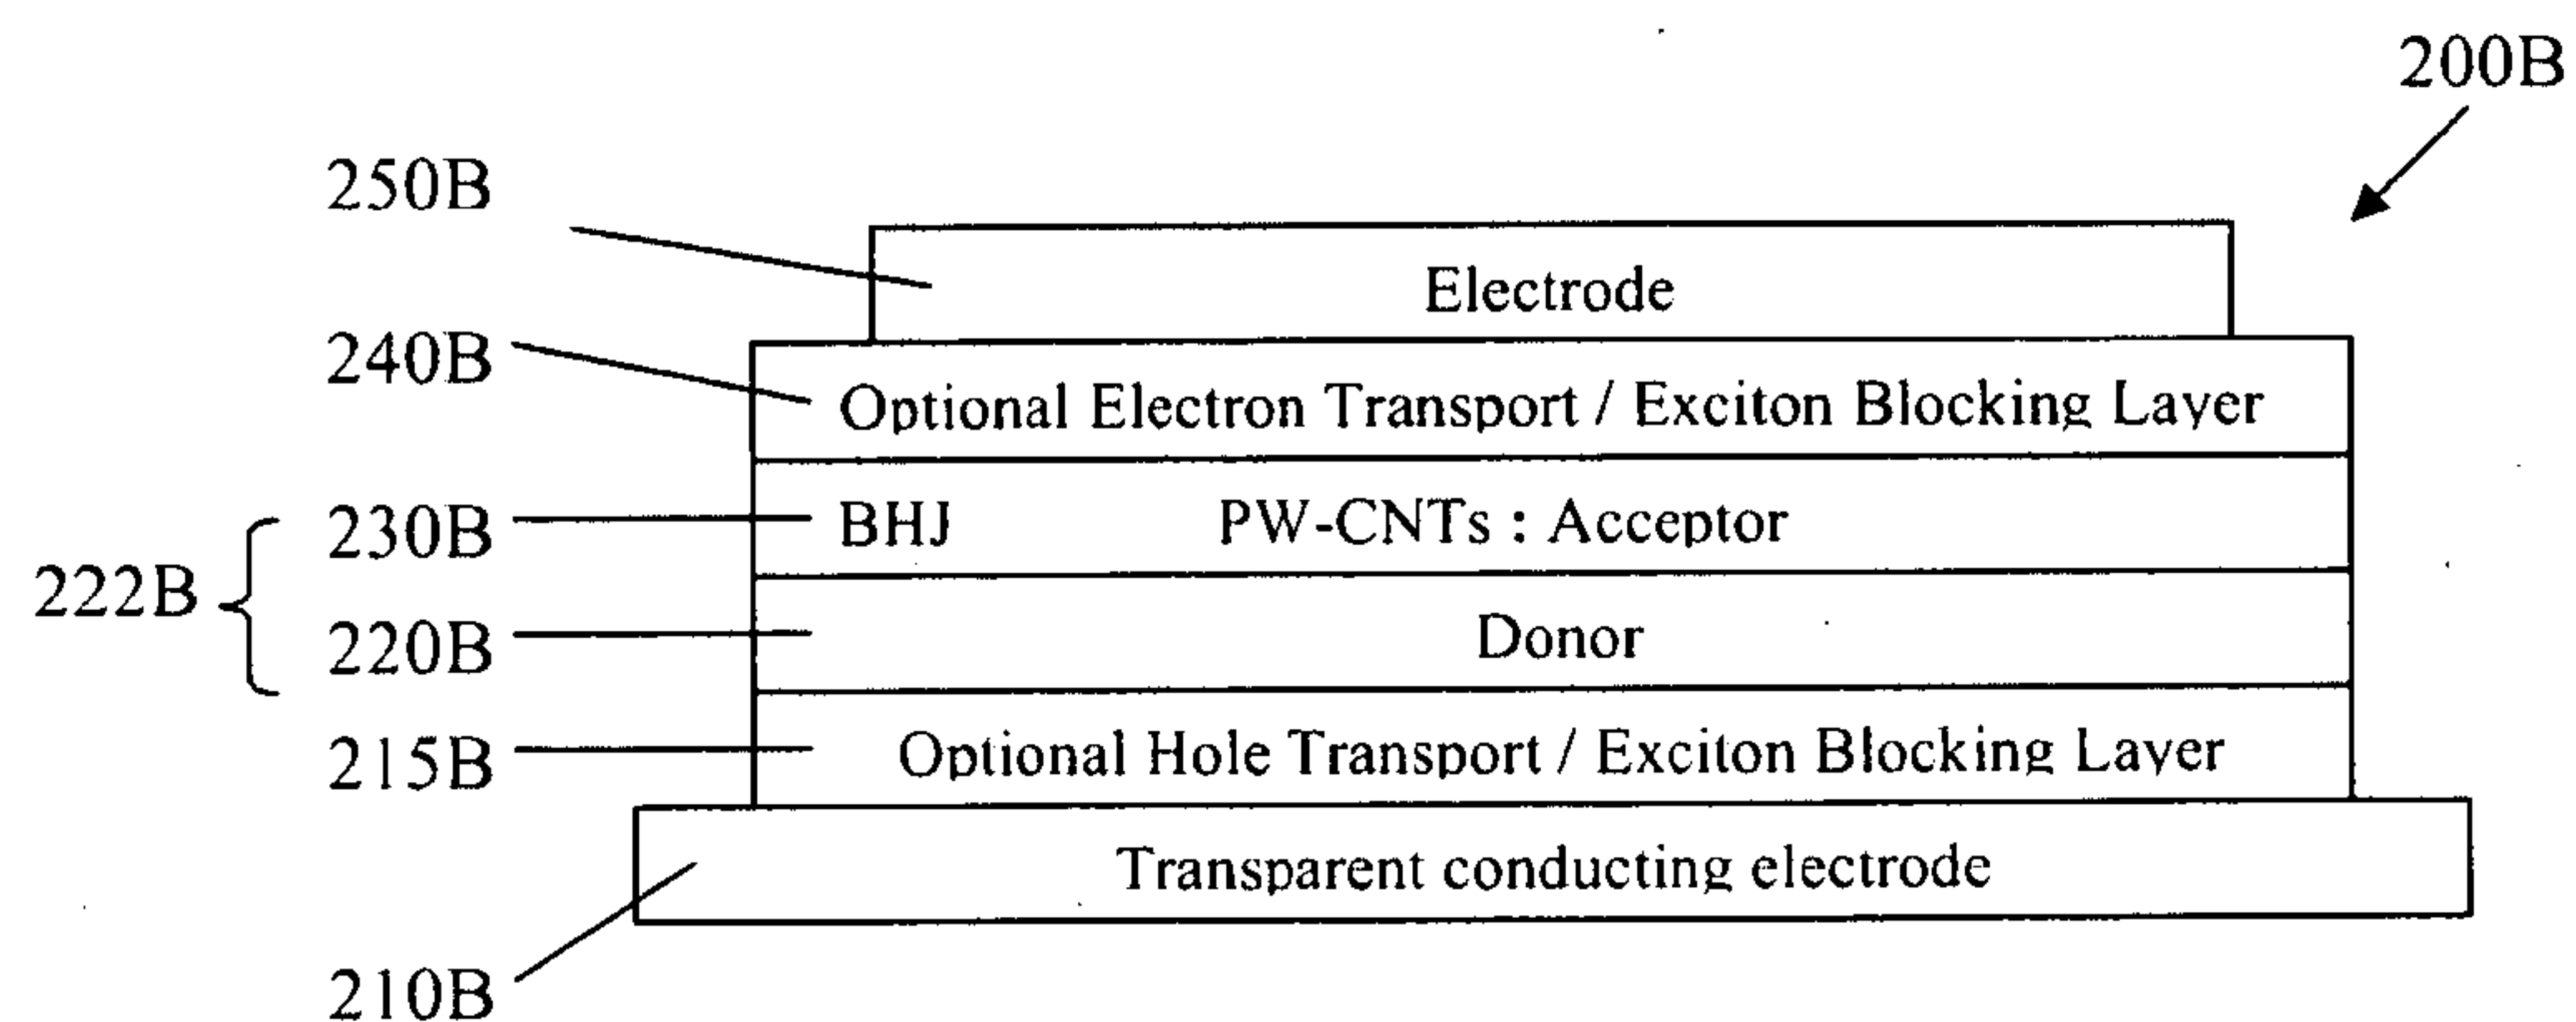 200B
250B
Electrode
240B
Optional Electron Transport / Exciton Blocking Layer
230B
BHJ PW-CNTs : Acceptor
222B
220B
Donor
215B
Optional Hole Transport / Exciton Blocking Layer
Transparent conducting electrode
210B